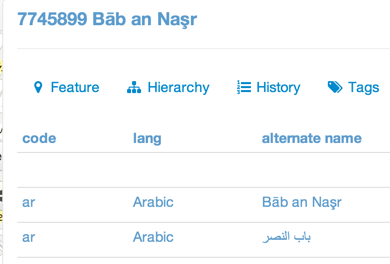 7745899 Bāb an Naşr
Feature Hierarchy History Tags
code lang alternate name
ar Arabic Bāb an Naşr
ar Arabic باب النصر